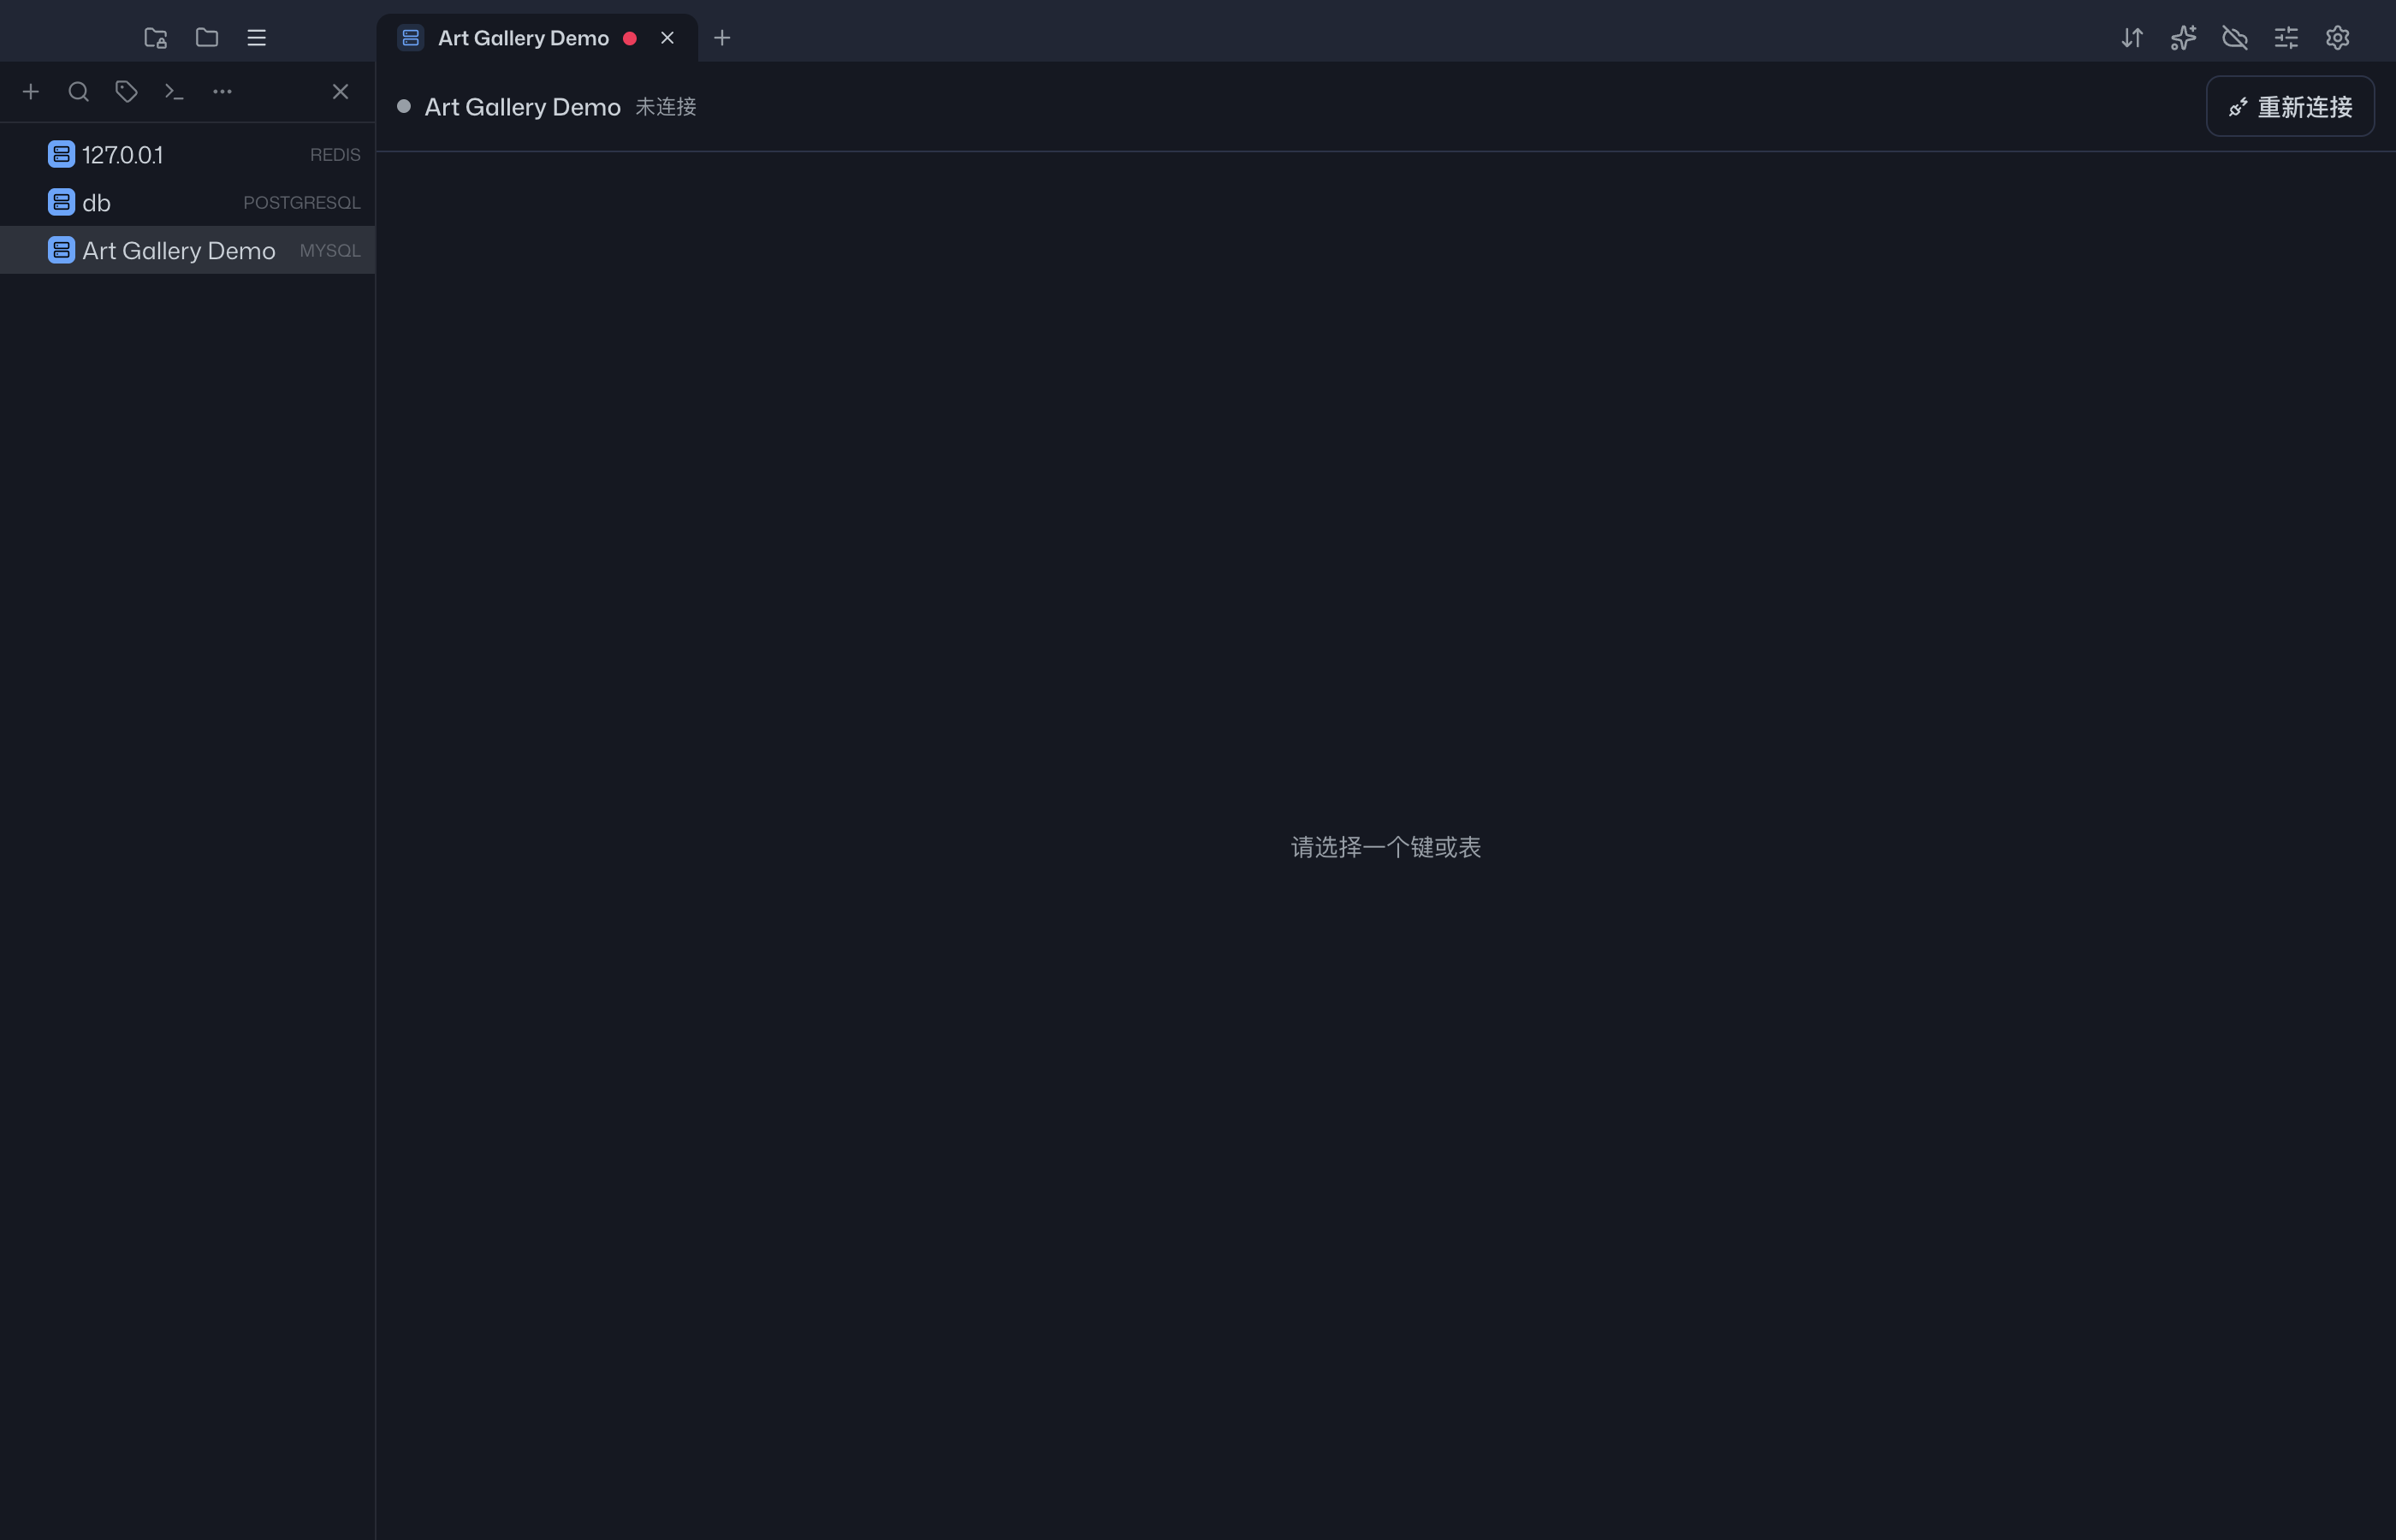 Art Gallery Demo
Art Gallery Demo 未连接
重新连接
127.0.0.1 REDIS
db POSTGRESQL
Art Gallery Demo MYSQL
请选择一个键或表